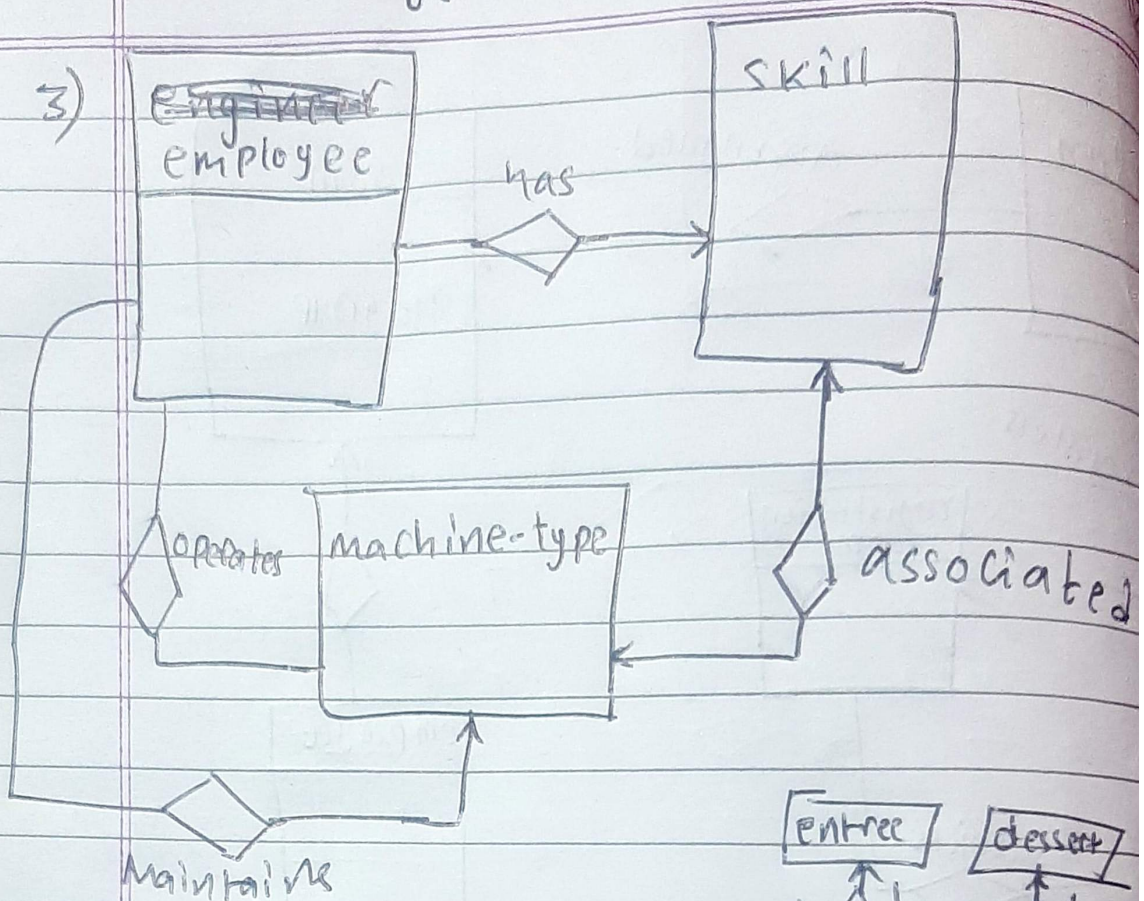 3)
employee
skill
has
operates
machine-type
associated
Maintains
entree
dessert